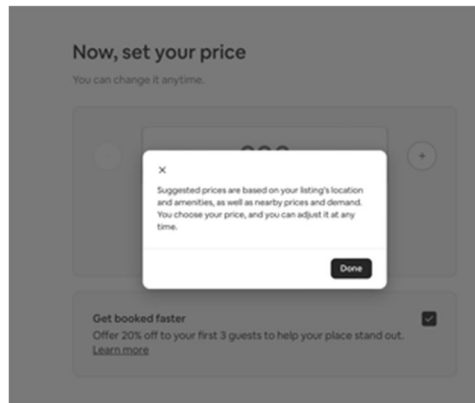 Now, set your price
You can change it anytime.
Suggested prices are based on your listing's location
and amenities, as well as nearby prices and demand.
You choose your price, and you can adjust it at any
time.
Done
Get booked faster
Offer 20% off to your first 3 guests to help your place stand out.
Learn more